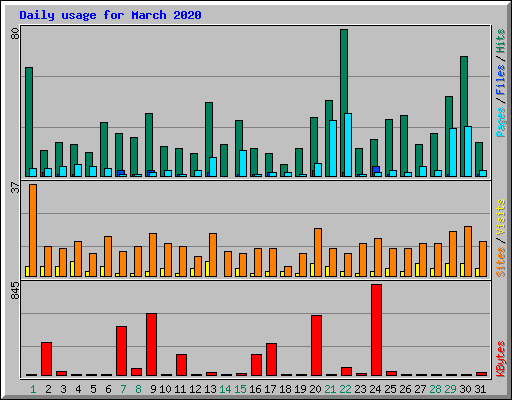 Daily usage for March 2020
80
Pages / Files / Hits
37
Sites / Visits
845
KBytes
1 2 3 4 5 6 7 8 9 10 11 12 13 14 15 16 17 18 19 20 21 22 23 24 25 26 27 28 29 30 31